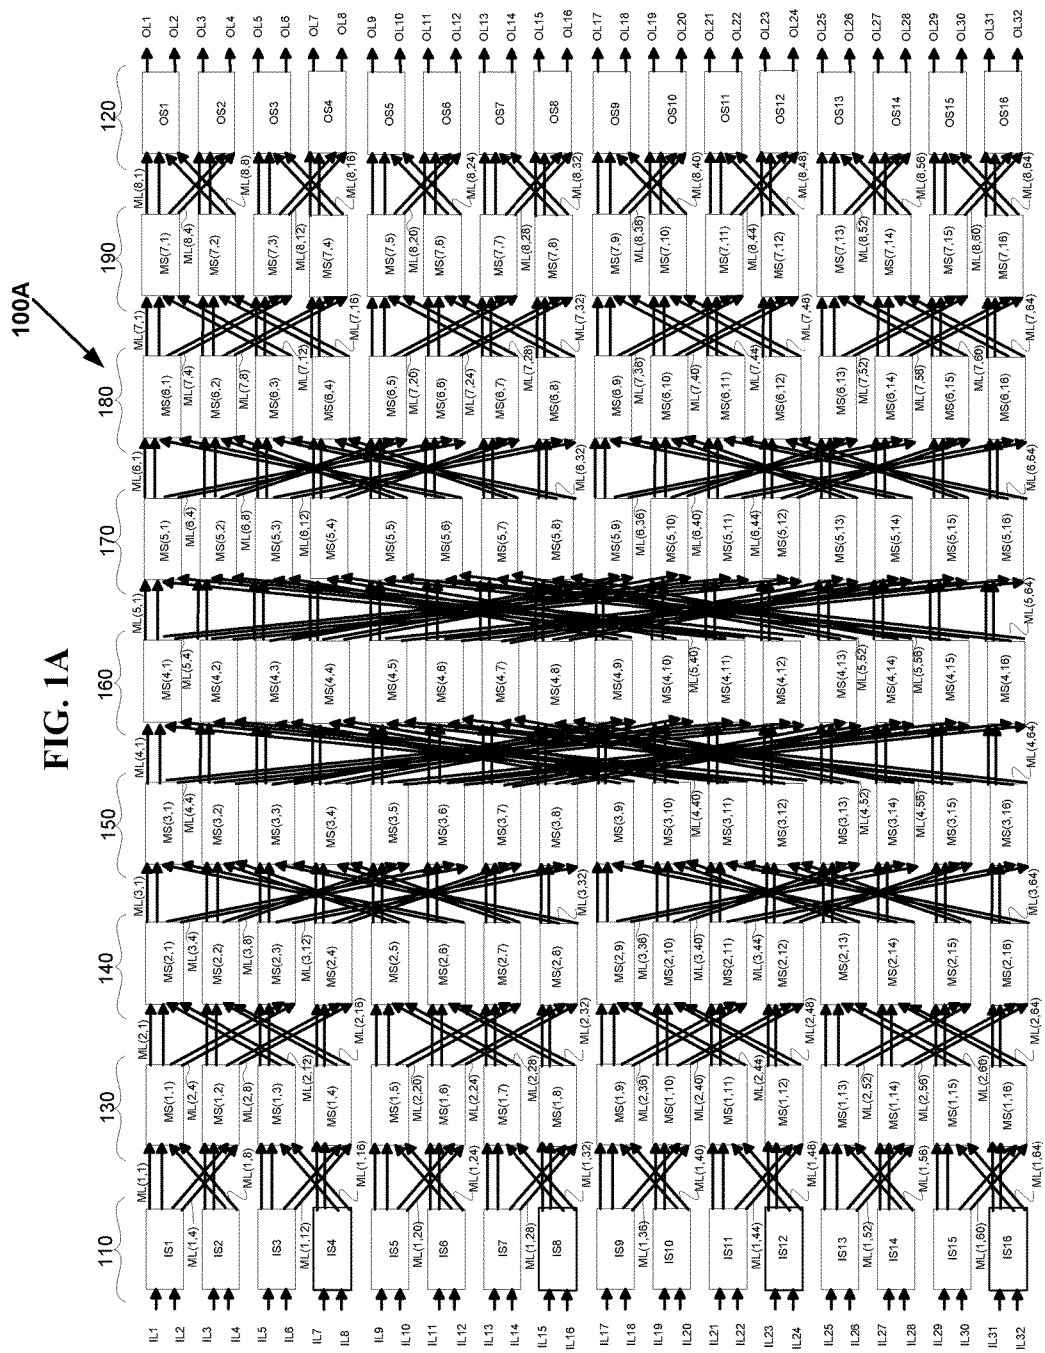 100A
FIG. 1A
110 130 140 150 160 170 180 190 120
ML(1,1) ML(2,1) ML(3,1) ML(4,1) ML(5,1) ML(6,1) ML(7,1) ML(8,1)
IL1 OL1
IS1 MS(1,1) MS(2,1) MS(3,1) MS(4,1) MS(5,1) MS(6,1) MS(7,1) OS1
IL2 OL2
ML(1,4) ML(2,4) ML(3,4) ML(4,4) ML(5,4) ML(6,4) ML(7,4) ML(8,4)
IL3 OL3
IS2 MS(1,2) MS(2,2) MS(3,2) MS(4,2) MS(5,2) MS(6,2) MS(7,2) OS2
IL4 OL4
ML(1,8) ML(2,8) ML(3,8) ML(6,8) ML(7,8) ML(8,8)
IL5 OL5
IS3 MS(1,3) MS(2,3) MS(3,3) MS(4,3) MS(5,3) MS(6,3) MS(7,3) OS3
IL6 OL6
ML(1,12) ML(2,12) ML(3,12) ML(6,12) ML(7,12) ML(8,12)
IL7 OL7
IS4 MS(1,4) MS(2,4) MS(3,4) MS(4,4) MS(5,4) MS(6,4) MS(7,4) OS4
IL8 OL8
ML(1,16) ML(2,16) ML(7,16) ML(8,16)
IL9 OL9
IS5 MS(1,5) MS(2,5) MS(3,5) MS(4,5) MS(5,5) MS(6,5) MS(7,5) OS5
IL10 OL10
ML(1,20) ML(2,20) ML(7,20) ML(8,20)
IL11 OL11
IS6 MS(1,6) MS(2,6) MS(3,6) MS(4,6) MS(5,6) MS(6,6) MS(7,6) OS6
IL12 OL12
ML(1,24) ML(2,24) ML(7,24) ML(8,24)
IL13 OL13
IS7 MS(1,7) MS(2,7) MS(3,7) MS(4,7) MS(5,7) MS(6,7) MS(7,7) OS7
IL14 OL14
ML(1,28) ML(2,28) ML(7,28) ML(8,28)
IL15 OL15
IS8 MS(1,8) MS(2,8) MS(3,8) MS(4,8) MS(5,8) MS(6,8) MS(7,8) OS8
IL16 OL16
ML(1,32) ML(2,32) ML(3,32) ML(6,32) ML(7,32) ML(8,32)
IL17 OL17
IS9 MS(1,9) MS(2,9) MS(3,9) MS(4,9) MS(5,9) MS(6,9) MS(7,9) OS9
IL18 OL18
ML(1,36) ML(2,36) ML(3,36) ML(6,36) ML(7,36) ML(8,36)
IL19 OL19
IS10 MS(1,10) MS(2,10) MS(3,10) MS(4,10) MS(5,10) MS(6,10) MS(7,10) OS10
IL20 OL20
ML(1,40) ML(2,40) ML(3,40) ML(4,40) ML(5,40) ML(6,40) ML(7,40) ML(8,40)
IL21 OL21
IS11 MS(1,11) MS(2,11) MS(3,11) MS(4,11) MS(5,11) MS(6,11) MS(7,11) OS11
IL22 OL22
ML(1,44) ML(2,44) ML(3,44) ML(6,44) ML(7,44) ML(8,44)
IL23 OL23
IS12 MS(1,12) MS(2,12) MS(3,12) MS(4,12) MS(5,12) MS(6,12) MS(7,12) OS12
IL24 OL24
ML(1,48) ML(2,48) ML(7,48) ML(8,48)
IL25 OL25
IS13 MS(1,13) MS(2,13) MS(3,13) MS(4,13) MS(5,13) MS(6,13) MS(7,13) OS13
IL26 OL26
ML(1,52) ML(2,52) ML(4,52) ML(5,52) ML(7,52) ML(8,52)
IL27 OL27
IS14 MS(1,14) MS(2,14) MS(3,14) MS(4,14) MS(5,14) MS(6,14) MS(7,14) OS14
IL28 OL28
ML(1,56) ML(2,56) ML(4,56) ML(5,56) ML(7,56) ML(8,56)
IL29 OL29
IS15 MS(1,15) MS(2,15) MS(3,15) MS(4,15) MS(5,15) MS(6,15) MS(7,15) OS15
IL30 OL30
ML(1,60) ML(2,60) ML(7,60) ML(8,60)
IL31 OL31
IS16 MS(1,16) MS(2,16) MS(3,16) MS(4,16) MS(5,16) MS(6,16) MS(7,16) OS16
IL32 OL32
ML(1,64) ML(2,64) ML(3,64) ML(4,64) ML(5,64) ML(6,64) ML(7,64) ML(8,64)